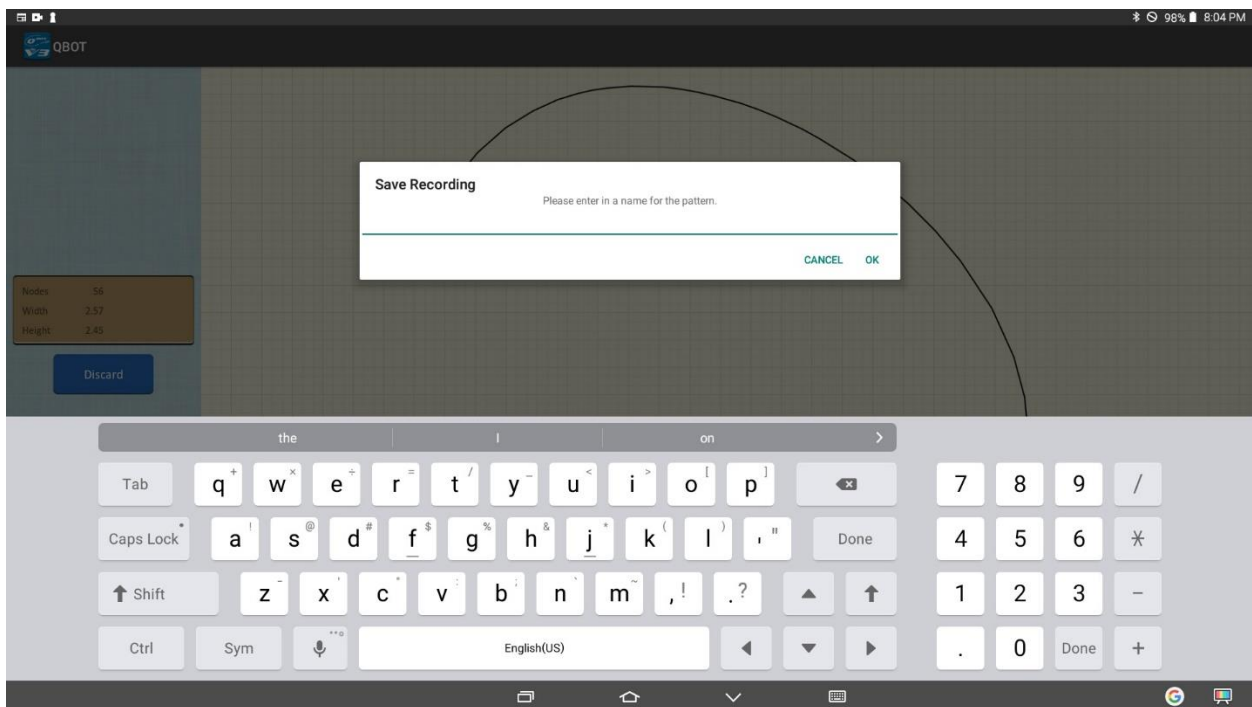 98% 8:04 PM
QBOT
Save Recording
Please enter in a name for the pattern.
CANCEL OK
Nodes 56
Width 2.57
Height 2.45
Discard
the I on >
Tab q + w × e ÷ r = t / y _ u < i > o [ p ] 7 8 9 /
Caps Lock a ! s @ d # f $ g % h & j * k ( l ) ' " Done 4 5 6 *
Shift z x c v : b ; n ` m ~ , ! . ? 1 2 3 -
Ctrl Sym English(US) . 0 Done +
G